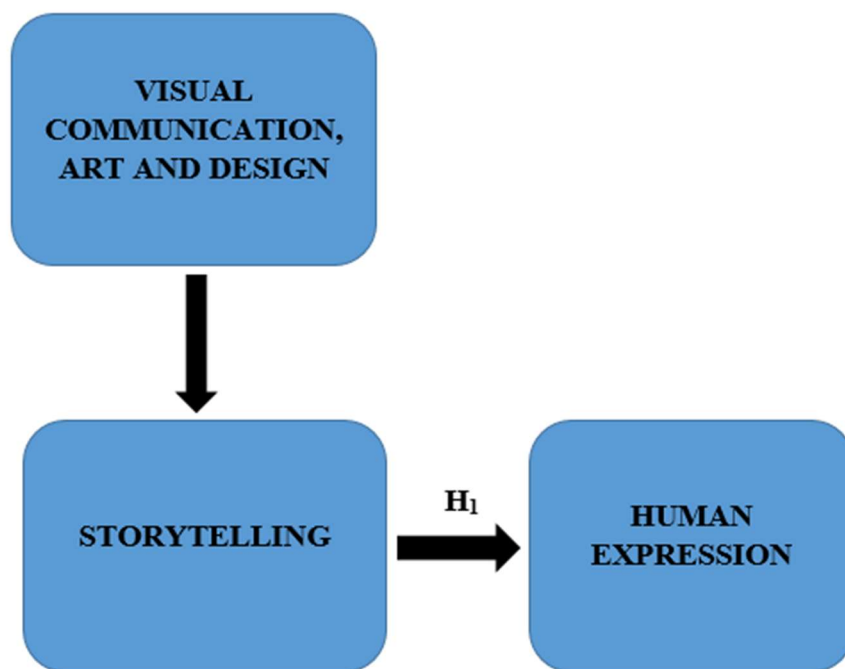 VISUAL
COMMUNICATION,
ART AND DESIGN
STORYTELLING
H₁
HUMAN
EXPRESSION